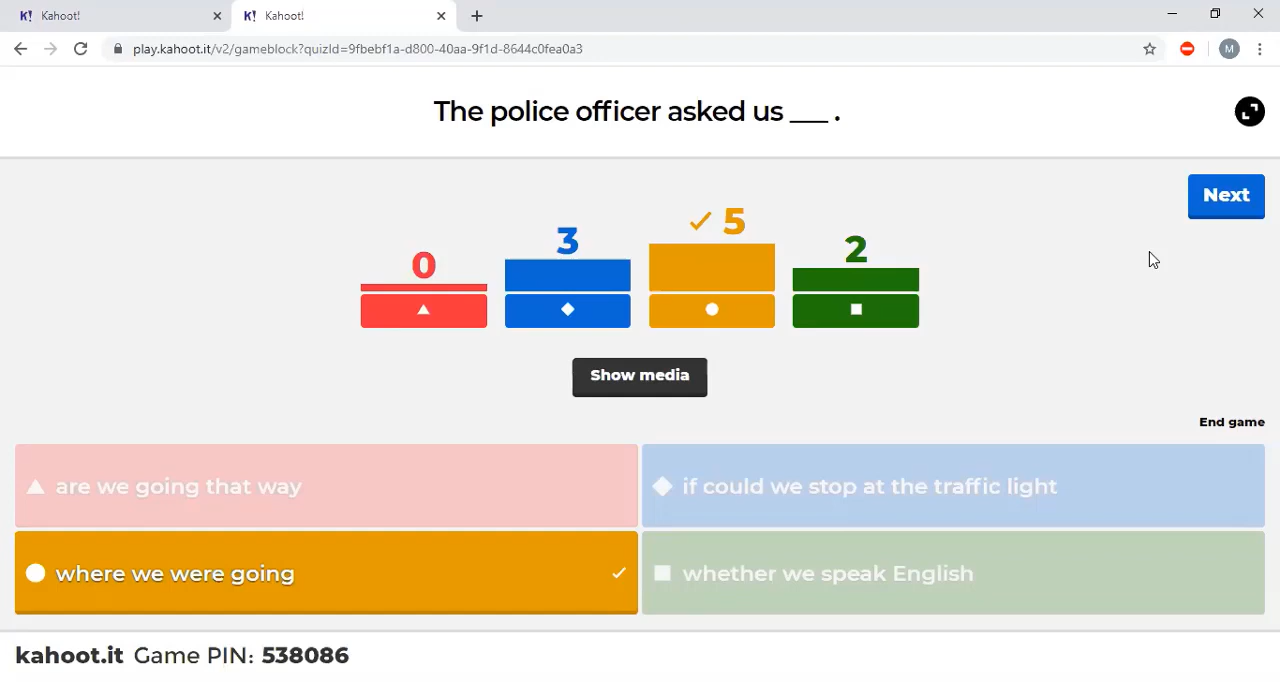 K! Kahoot!
K! Kahoot!
play.kahoot.it/v2/gameblock?quizId=9fbebf1a-d800-40aa-9f1d-8644c0fea0a3
M
The police officer asked us ___ .
Next
0
3
5
2
Show media
End game
are we going that way
if could we stop at the traffic light
where we were going
whether we speak English
kahoot.it Game PIN: 538086